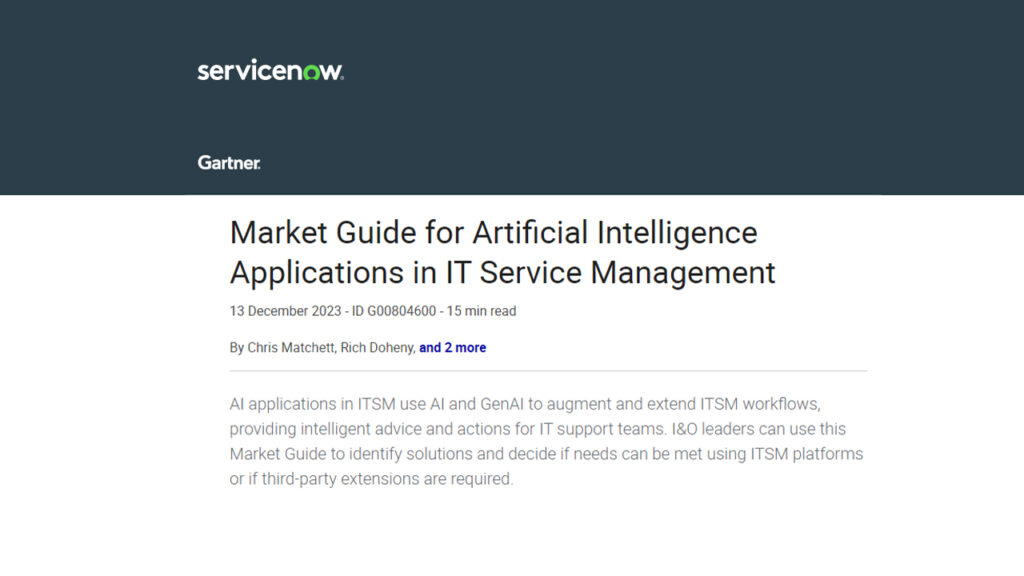 servicenow.
Gartner.
Market Guide for Artificial Intelligence
Applications in IT Service Management
13 December 2023 - ID G00804600 - 15 min read
By Chris Matchett, Rich Doheny, and 2 more
AI applications in ITSM use AI and GenAI to augment and extend ITSM workflows,
providing intelligent advice and actions for IT support teams. I&O leaders can use this
Market Guide to identify solutions and decide if needs can be met using ITSM platforms
or if third-party extensions are required.